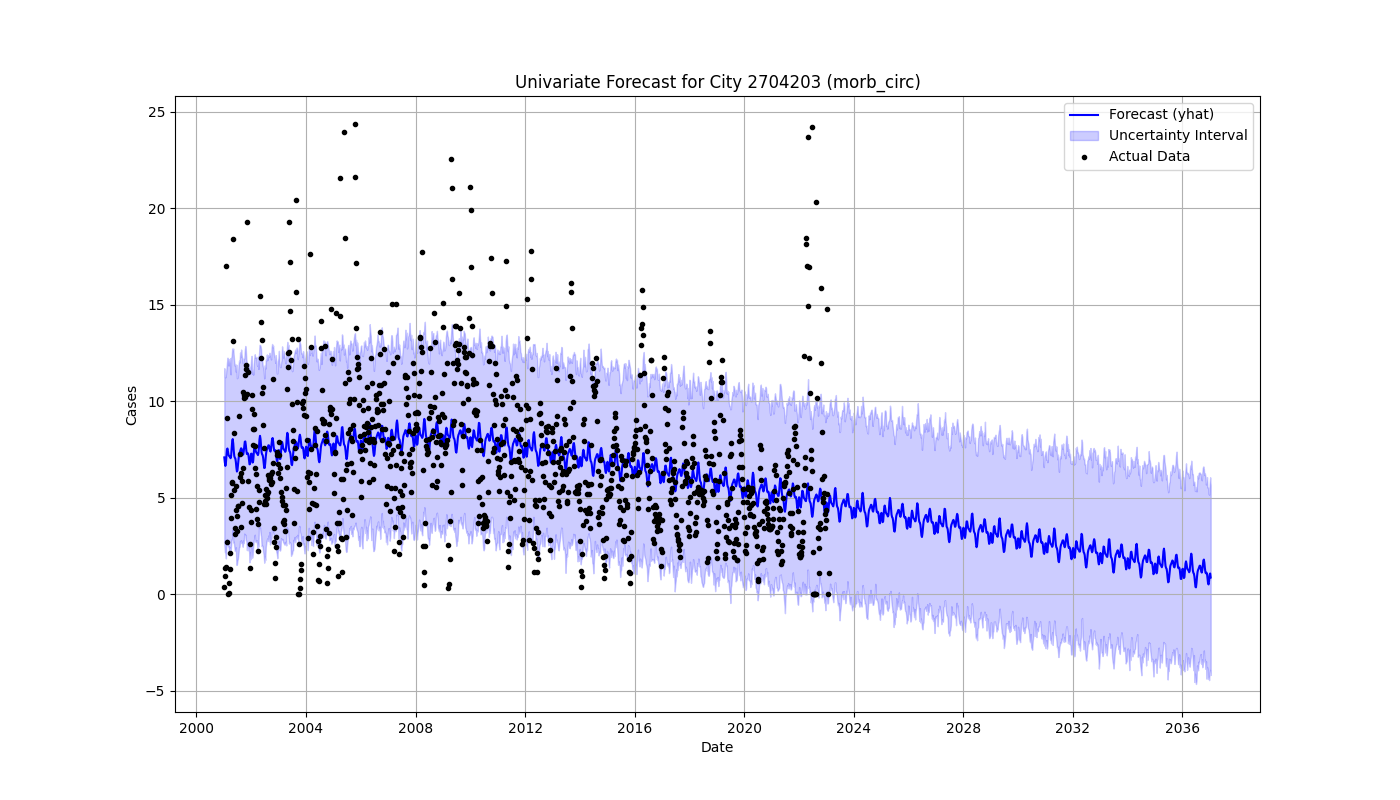 Univariate Forecast for City 2704203 (morb_circ)
Forecast (yhat)
Uncertainty Interval
Actual Data
Cases
25
20
15
10
5
0
−5
2000 2004 2008 2012 2016 2020 2024 2028 2032 2036
Date